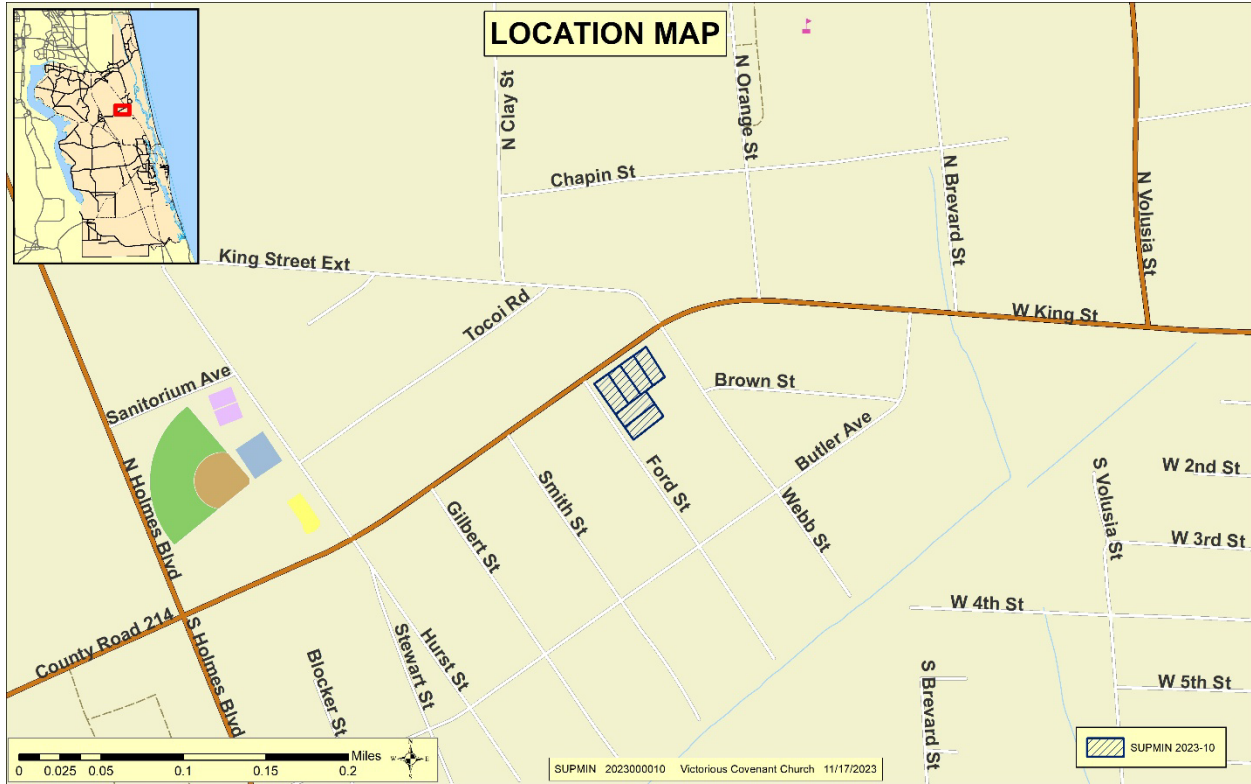 LOCATION MAP
N Clay St
N Orange St
Chapin St
N Brevard St
N Volusia St
King Street Ext
Tocoi Rd
W King St
Sanitorium Ave
Brown St
Butler Ave
N Holmes Blvd
Ford St
Smith St
Gilbert St
Webb St
S Volusia St
W 2nd St
W 3rd St
W 4th St
W 5th St
County Road 214
S Holmes Blvd
Stewart St
Hurst St
Blocker St
S Brevard St
Miles
0 0.025 0.05 0.1 0.15 0.2
W E
SUPMIN 2023000010 Victorious Covenant Church 11/17/2023
SUPMIN 2023-10